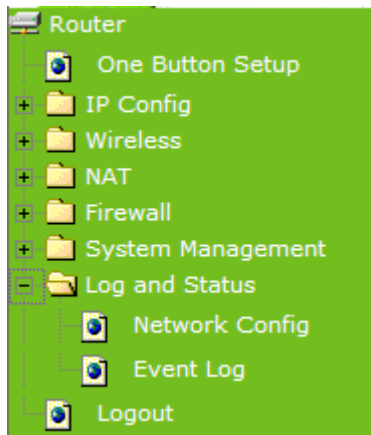 Router
One Button Setup
IP Config
Wireless
NAT
Firewall
System Management
Log and Status
Network Config
Event Log
Logout